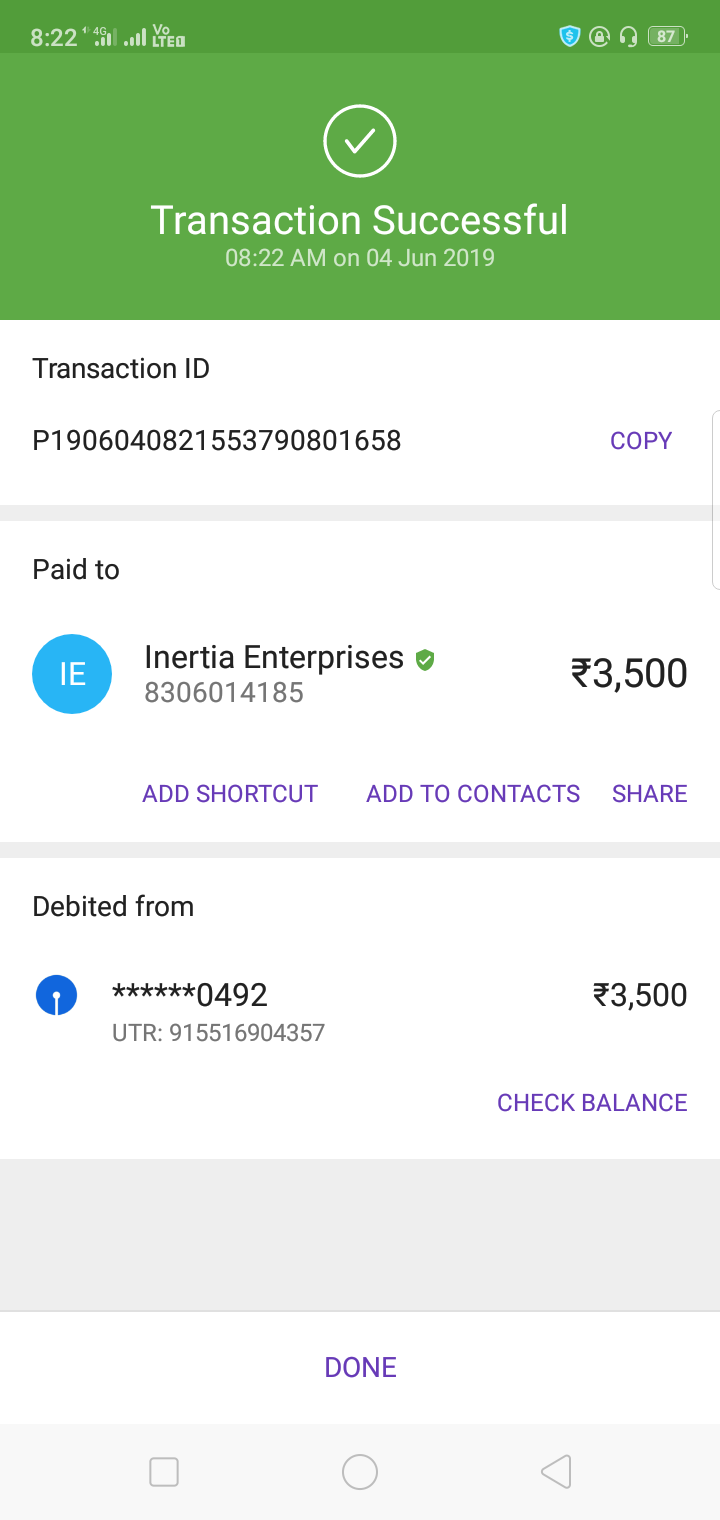 8:22 4G Vo LTE 87
Transaction Successful
08:22 AM on 04 Jun 2019
Transaction ID
P1906040821553790801658 COPY
Paid to
IE Inertia Enterprises ₹3,500
8306014185
ADD SHORTCUT ADD TO CONTACTS SHARE
Debited from
******0492 ₹3,500
UTR: 915516904357
CHECK BALANCE
DONE